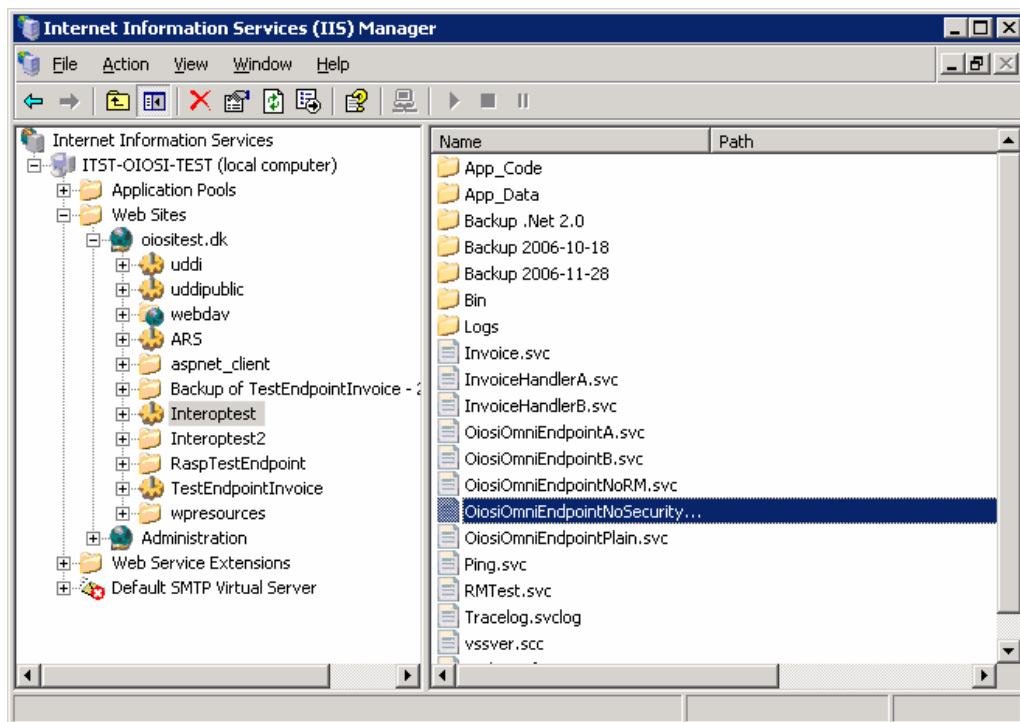 Internet Information Services (IIS) Manager
File Action View Window Help
Internet Information Services
ITST-OIOSI-TEST (local computer)
Application Pools
Web Sites
oiositest.dk
uddi
uddipublic
webdav
ARS
aspnet_client
Backup of TestEndpointInvoice -
Interoptest
Interoptest2
RaspTestEndpoint
TestEndpointInvoice
wpresources
Administration
Web Service Extensions
Default SMTP Virtual Server
Name Path
App_Code
App_Data
Backup .Net 2.0
Backup 2006-10-18
Backup 2006-11-28
Bin
Logs
Invoice.svc
InvoiceHandlerA.svc
InvoiceHandlerB.svc
OiosiOmniEndpointA.svc
OiosiOmniEndpointB.svc
OiosiOmniEndpointNoRM.svc
OiosiOmniEndpointNoSecurity...
OiosiOmniEndpointPlain.svc
Ping.svc
RMTest.svc
Tracelog.svclog
vssver.scc